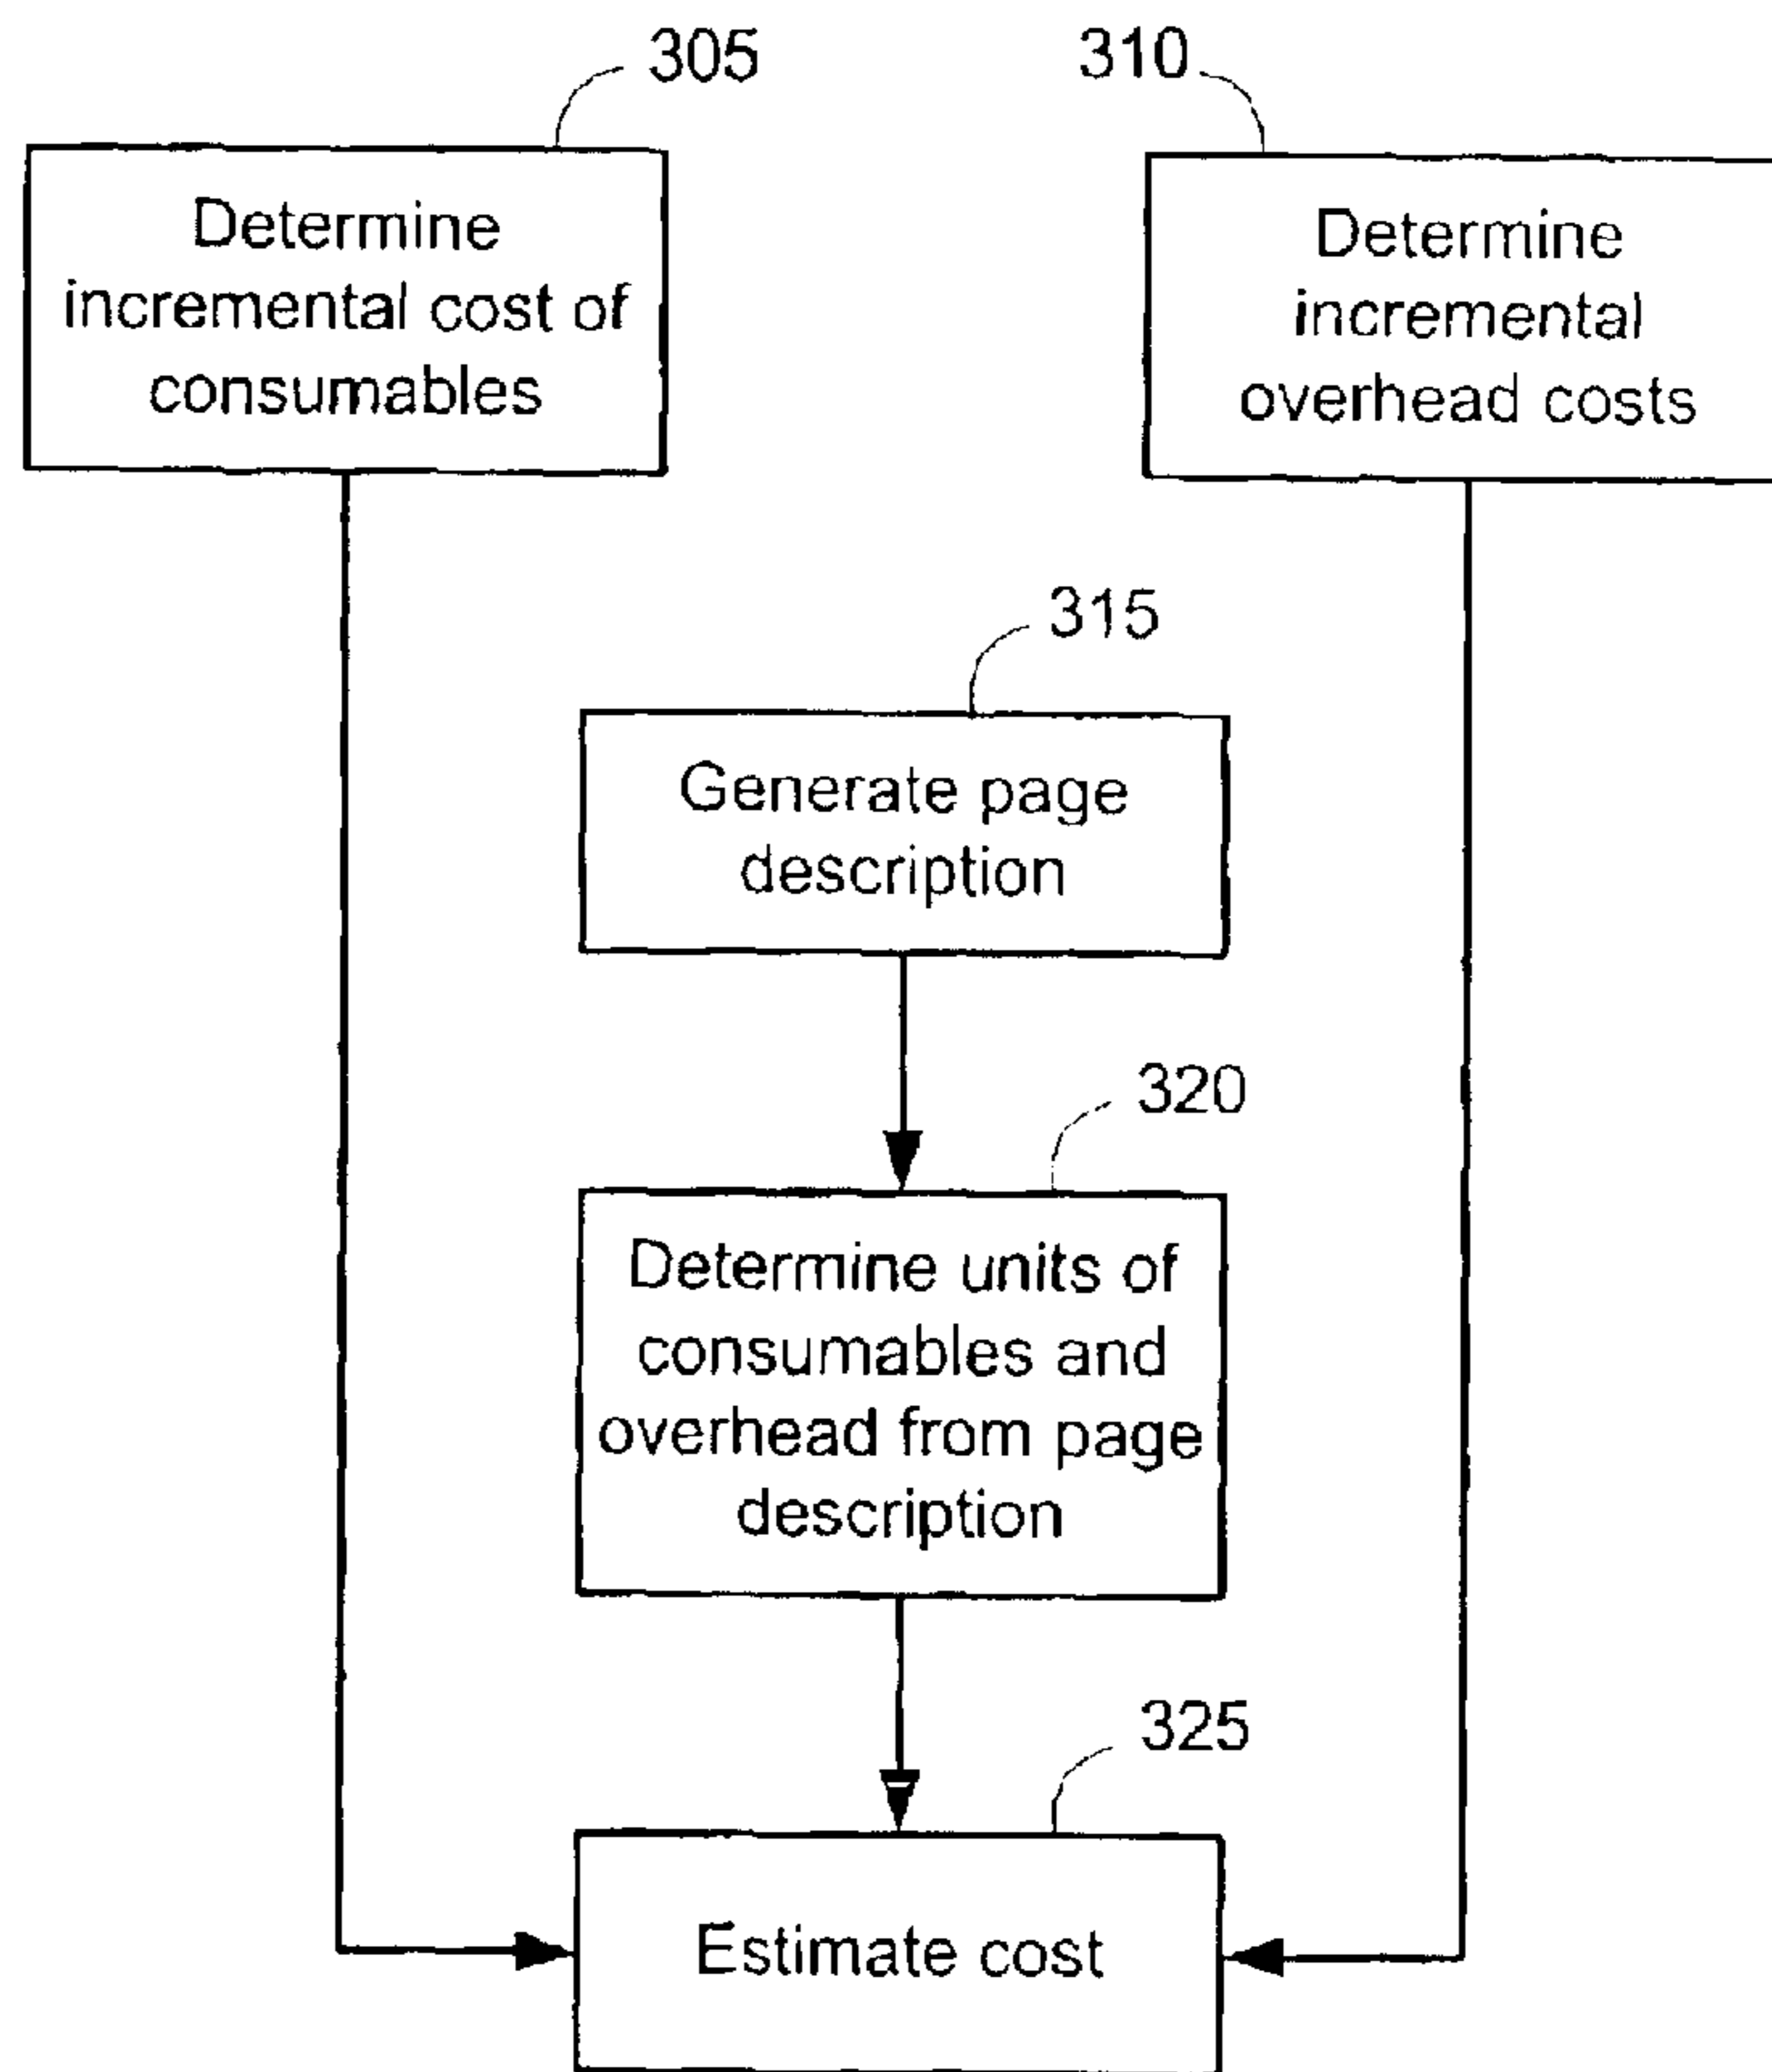 305
310
Determine
incremental cost of
consumables
Determine
incremental
overhead costs
315
Generate page
description
320
Determine units of
consumables and
overhead from page
description
325
Estimate cost